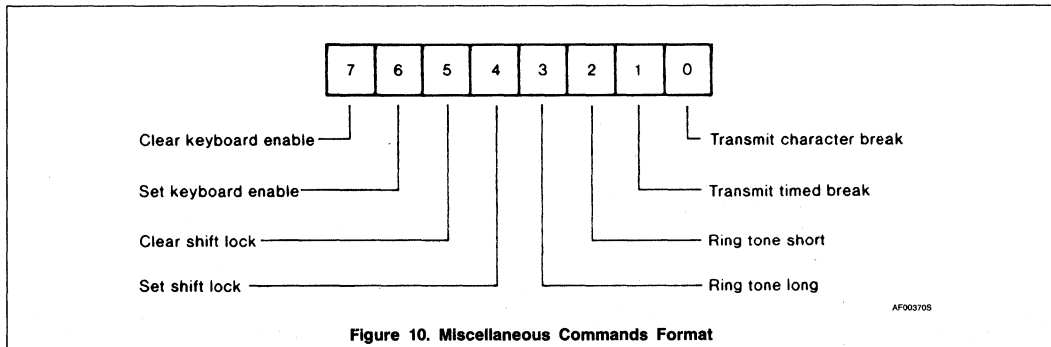 7 6 5 4 3 2 1 0
Clear keyboard enable
Transmit character break
Set keyboard enable
Transmit timed break
Clear shift lock
Ring tone short
Set shift lock
Ring tone long
AF00370S
Figure 10. Miscellaneous Commands Format